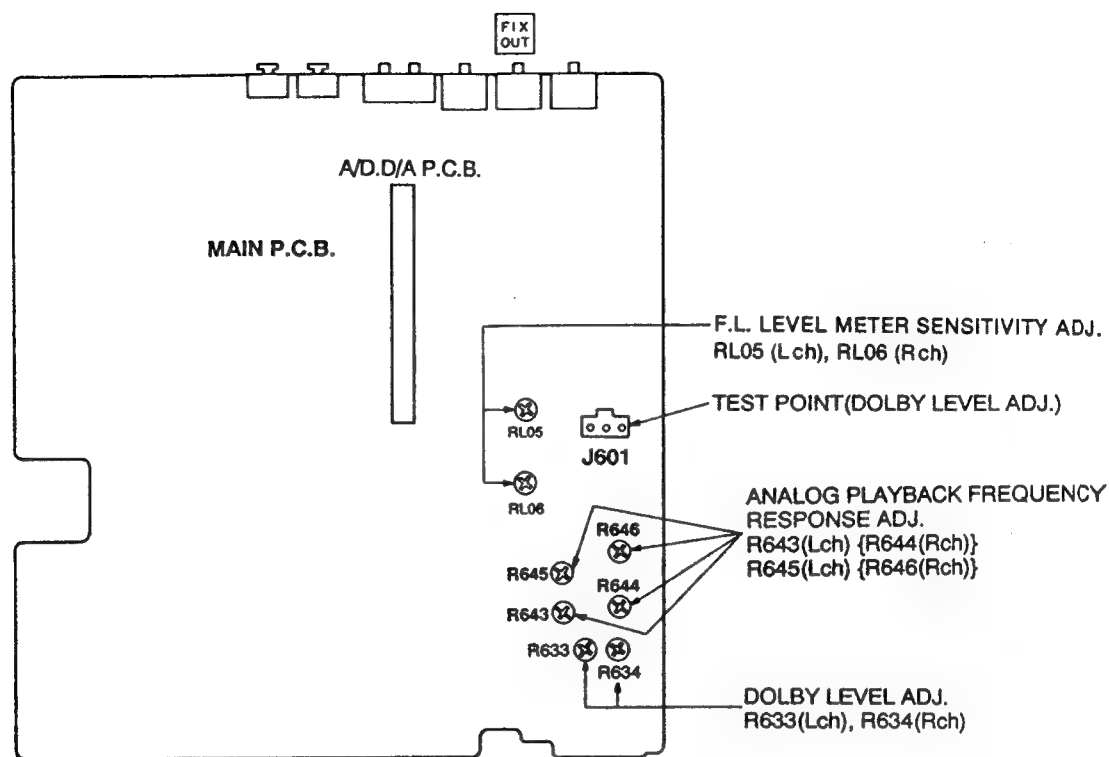 FIX
OUT
A/D.D/A P.C.B.
MAIN P.C.B.
F.L. LEVEL METER SENSITIVITY ADJ.
RL05 (Lch), RL06 (Rch)
RL05
TEST POINT(DOLBY LEVEL ADJ.)
J601
RL06
ANALOG PLAYBACK FREQUENCY
RESPONSE ADJ.
R643(Lch) {R644(Rch)}
R645(Lch) {R646(Rch)}
R646
R645
R644
R643
R633
R634
DOLBY LEVEL ADJ.
R633(Lch), R634(Rch)